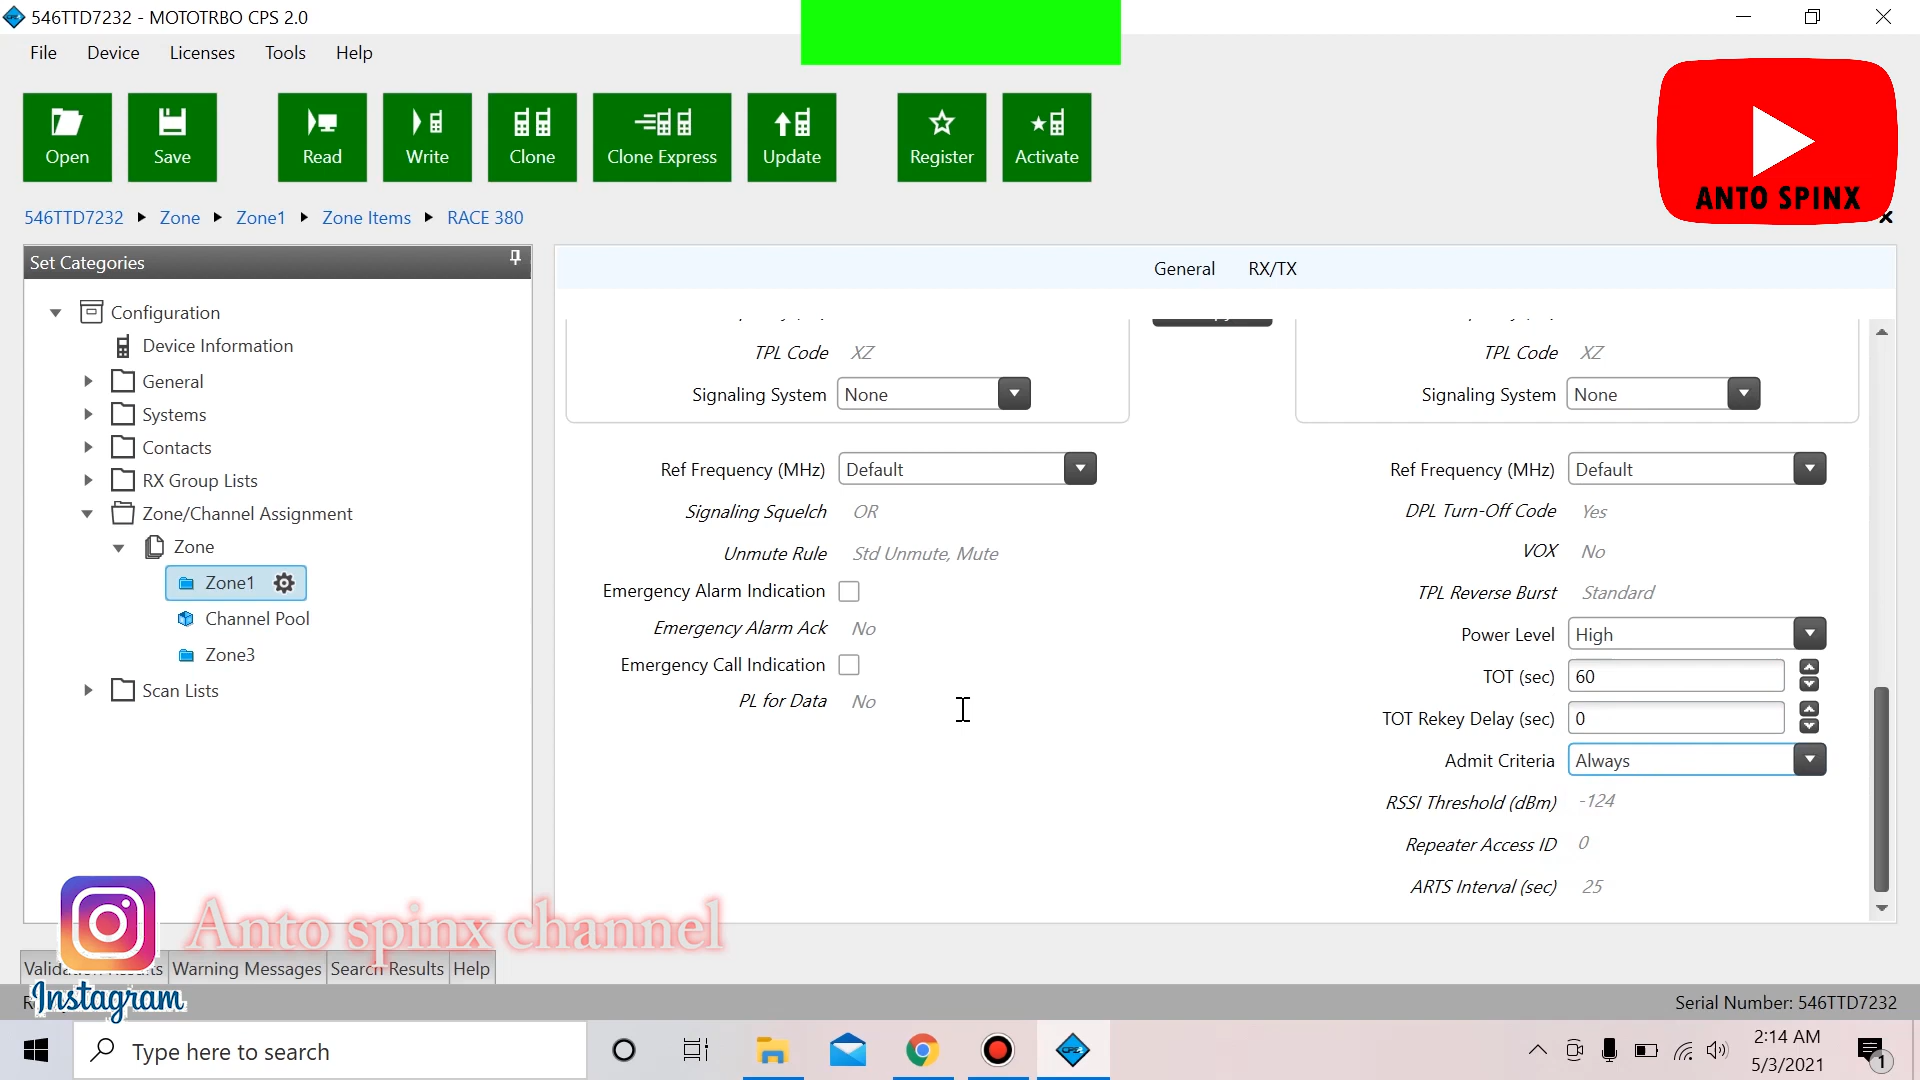 546TTD7232 - MOTOTRBO CPS 2.0
File Device Licenses Tools Help
Open Save Read Write Clone Clone Express Update Register Activate
ANTO SPINX
546TTD7232 Zone Zone1 Zone Items RACE 380
Set Categories
Configuration
Device Information
General
Systems
Contacts
RX Group Lists
Zone/Channel Assignment
Zone
Zone1
Channel Pool
Zone3
Scan Lists
General RX/TX
TPL Code XZ
Signaling System None
Ref Frequency (MHz) Default
Signaling Squelch OR
Unmute Rule Std Unmute, Mute
Emergency Alarm Indication
Emergency Alarm Ack No
Emergency Call Indication
PL for Data No
TPL Code XZ
Signaling System None
Ref Frequency (MHz) Default
DPL Turn-Off Code Yes
VOX No
TPL Reverse Burst Standard
Power Level High
TOT (sec) 60
TOT Rekey Delay (sec) 0
Admit Criteria Always
RSSI Threshold (dBm) -124
Repeater Access ID 0
ARTS Interval (sec) 25
Anto spinx channel
Instagram
Validation Results Warning Messages Search Results Help
Serial Number: 546TTD7232
Type here to search
CPS
2:14 AM
5/3/2021
1